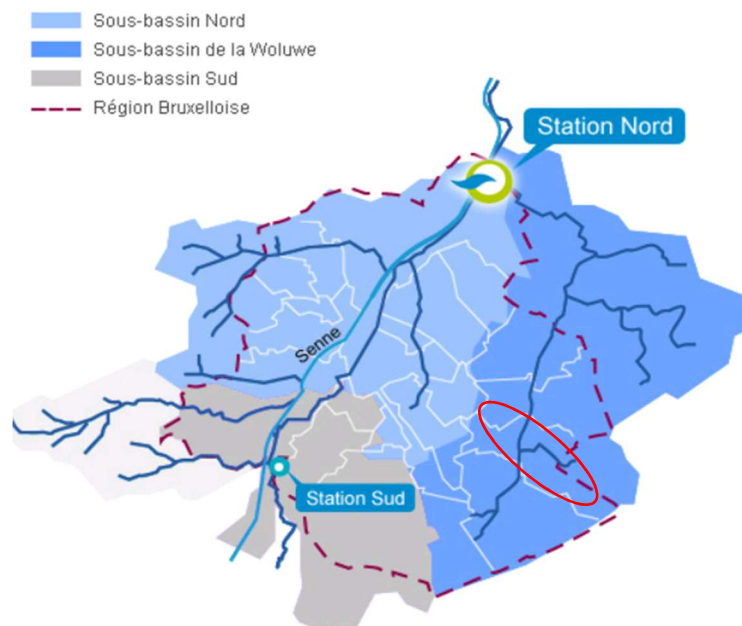 Sous-bassin Nord
Sous-bassin de la Woluwe
Sous-bassin Sud
Région Bruxelloise
Station Nord
Senne
Station Sud